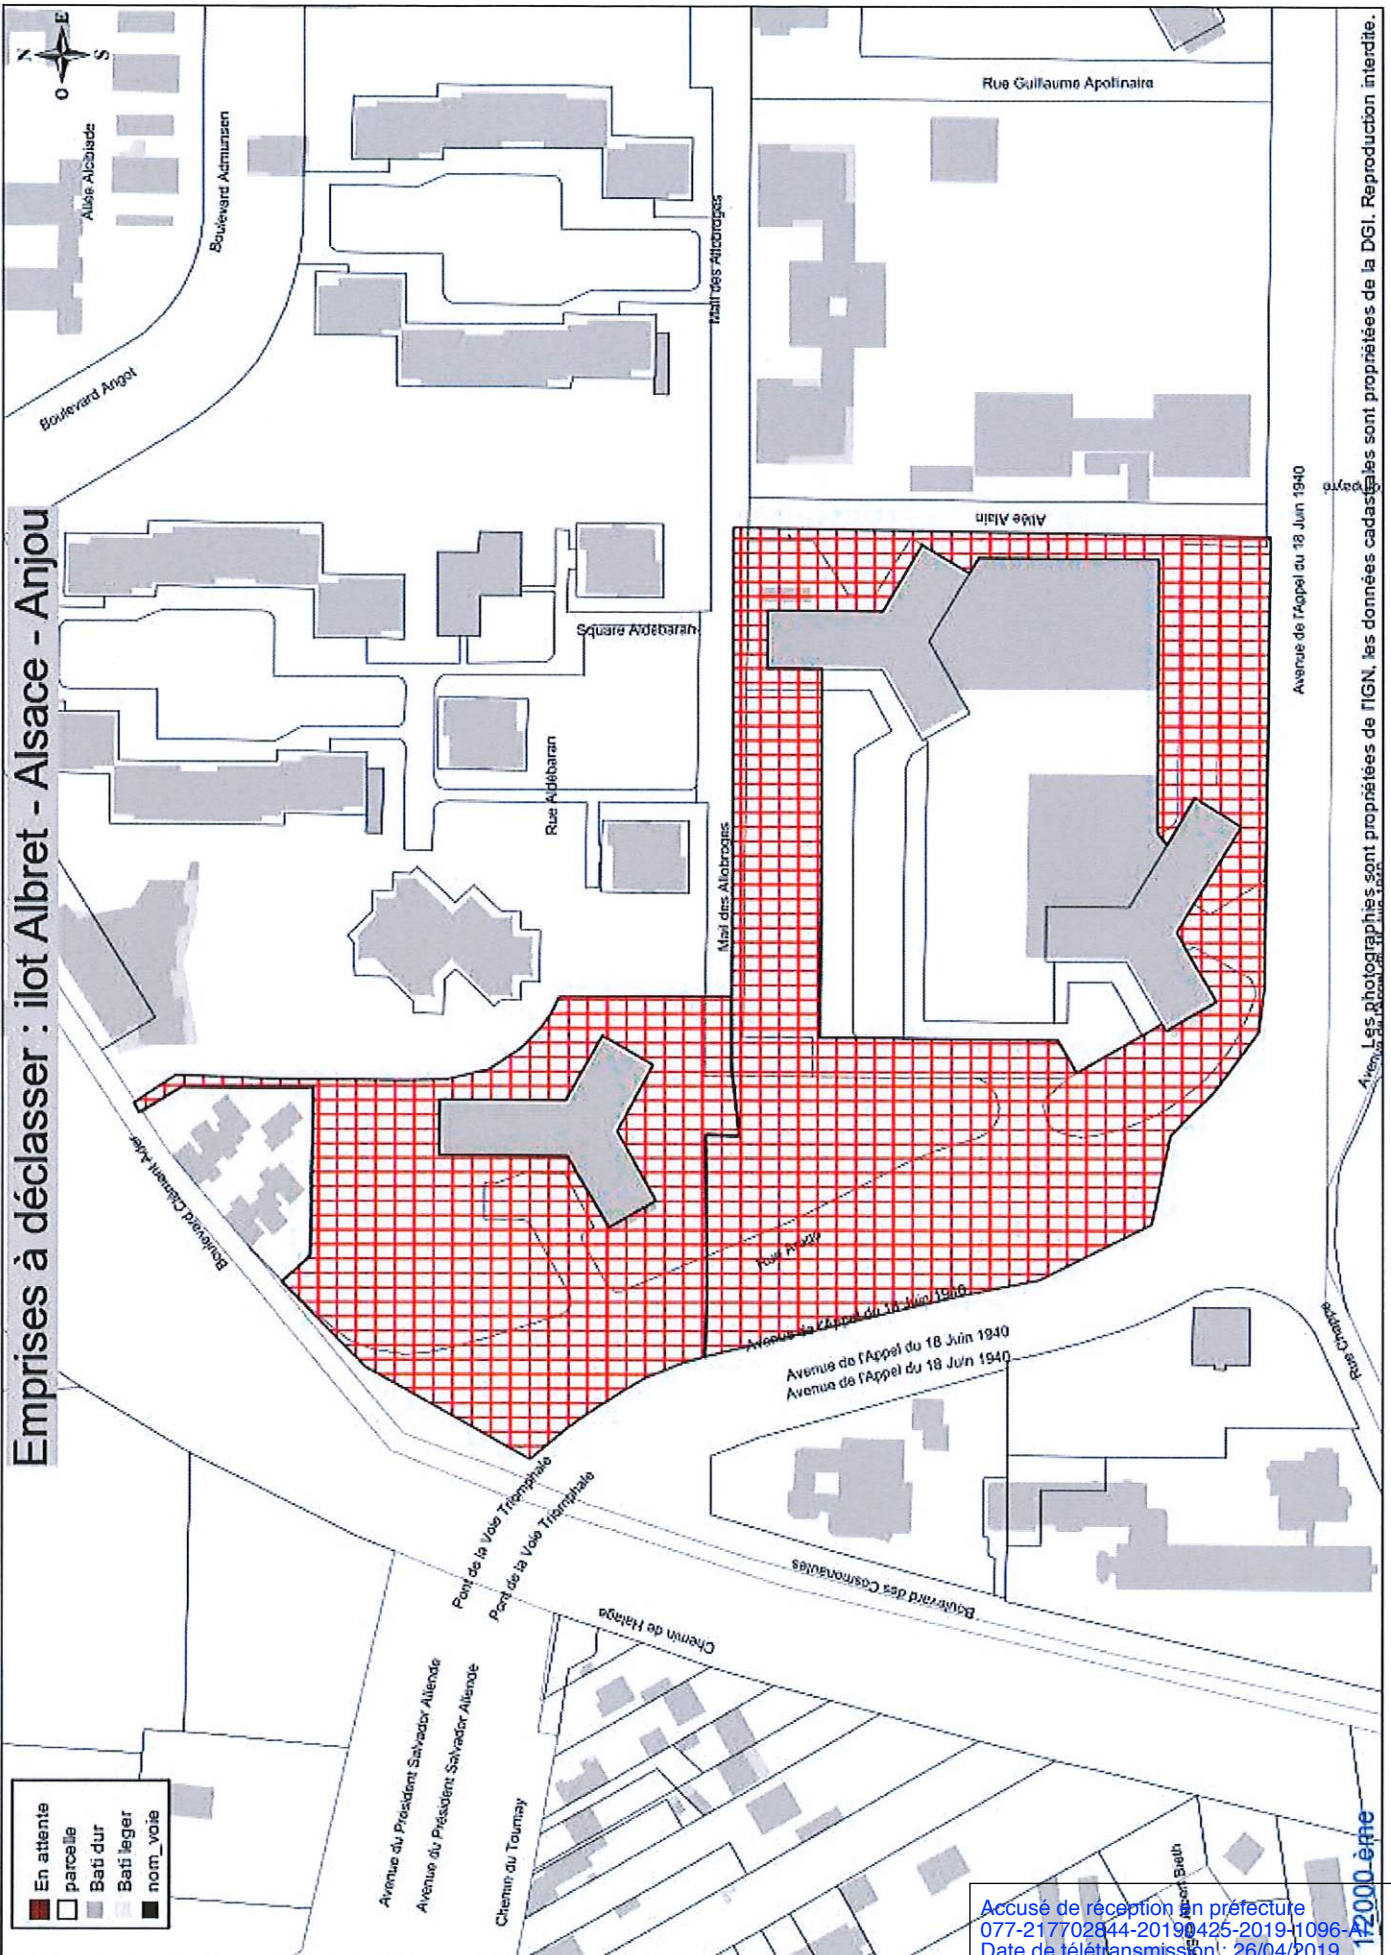 Emprises à déclasser : ilot Albret - Alsace - Anjou
N
O
E
S
Allée Alcibiade
Boulevard Admunsen
Boulevard Angot
Mail des Allobroges
Rue Guillaume Apollinaire
Square Aldébaran
Rue Aldébaran
Mail des Allobroges
Allée Alain
Avenue de l'Appel du 18 Juin 1940
Boulevard Clément Ader
Rue Arago
Avenue de l'Appel du 18 Juin 1940
Avenue de l'Appel du 18 Juin 1940
Avenue de l'Appel du 18 Juin 1940
Rue Chappe
Pont de la Voie Triomphale
Pont de la Voie Triomphale
Boulevard des Cosmonautes
Chemin de Halage
Avenue du Président Salvador Allende
Avenue du Président Salvador Allende
Chemin du Tournay
En attente
parcelle
Bati dur
Bati leger
nom_voie
Les photographies sont propriétées de l'IGN, les données cadastrales sont propriétées de la DGI. Reproduction interdite.
1/2000 ème
Accusé de réception en préfecture
077-217702844-20190425-2019-1096-A
Date de télétransmission : 26/04/2019